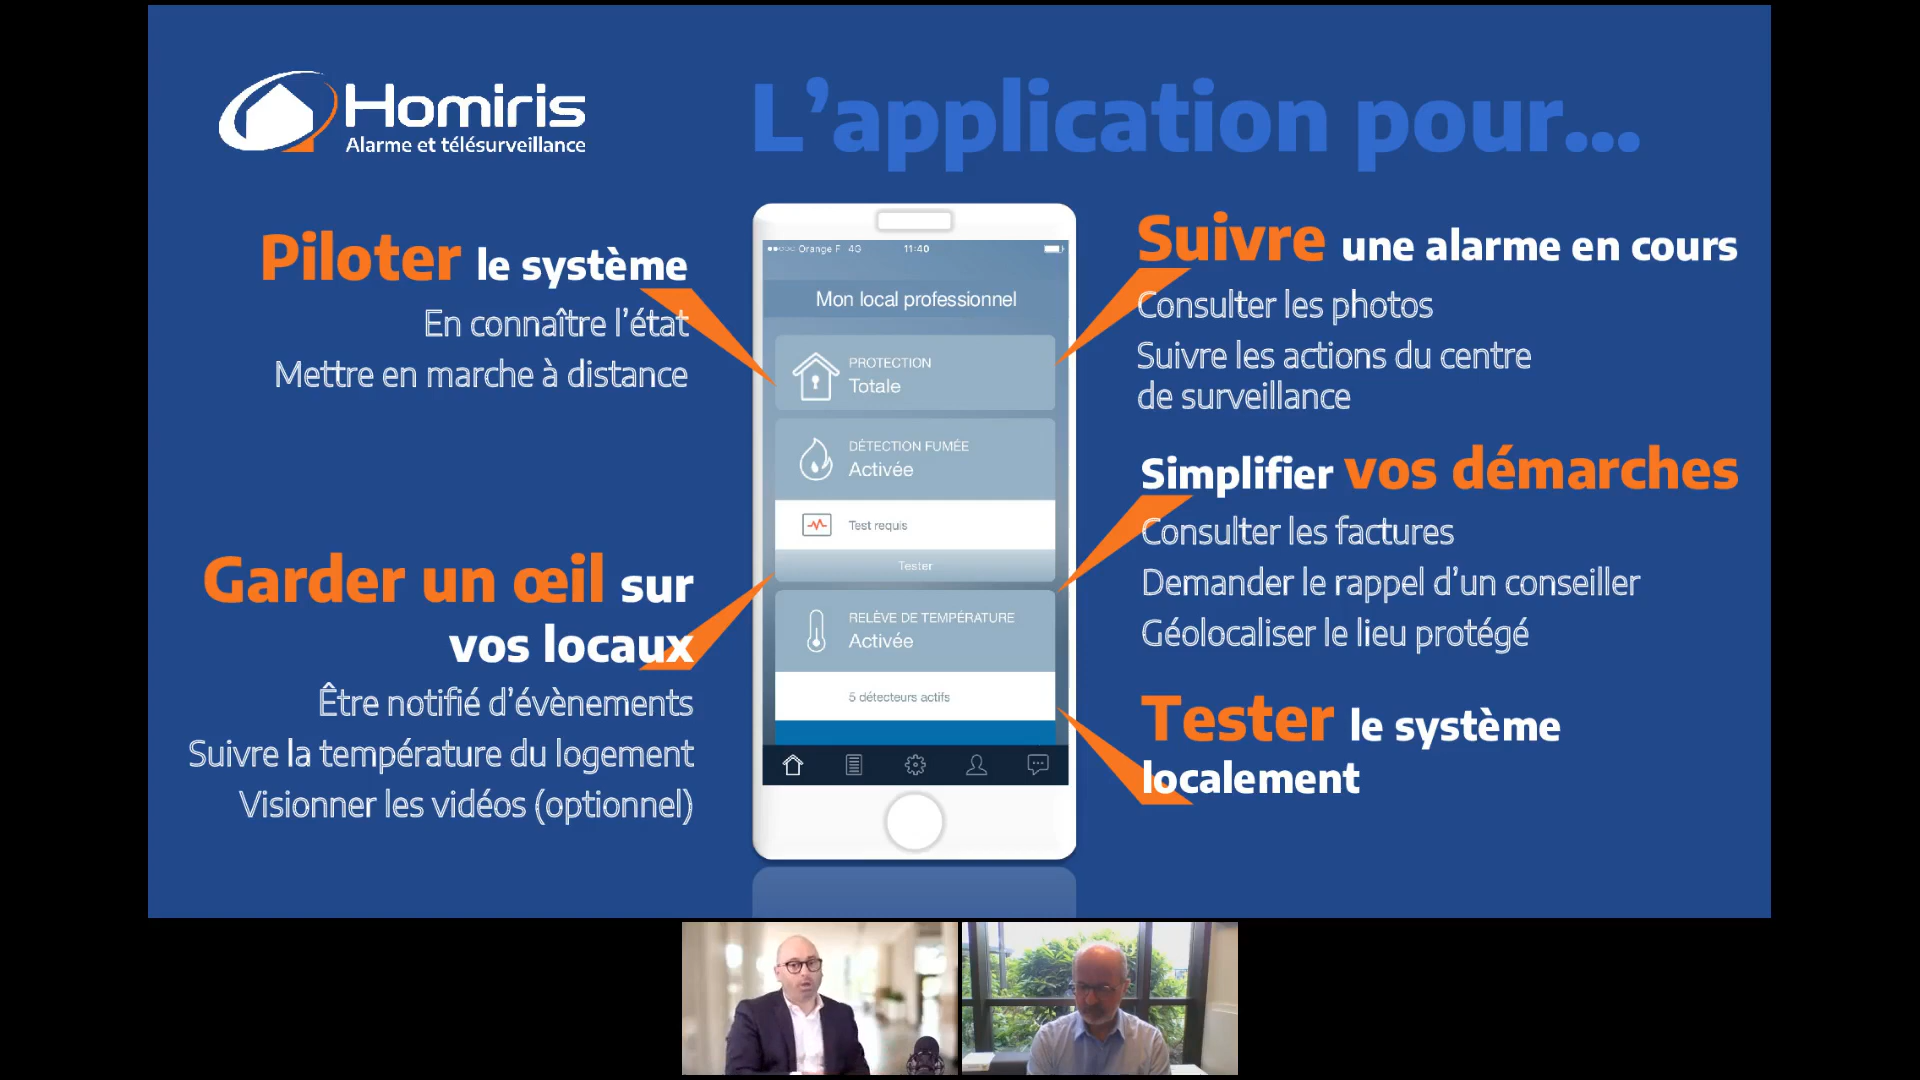 Homiris
Alarme et télésurveillance
L’application pour...
Piloter le système
En connaître l’état
Mettre en marche à distance
Garder un œil sur
vos locaux
Être notifié d’évènements
Suivre la température du logement
Visionner les vidéos (optionnel)
Orange F 4G 11:40
Mon local professionnel
PROTECTION
Totale
DÉTECTION FUMÉE
Activée
Test requis
Tester
RELÈVE DE TEMPÉRATURE
Activée
5 détecteurs actifs
Suivre une alarme en cours
Consulter les photos
Suivre les actions du centre
de surveillance
Simplifier vos démarches
Consulter les factures
Demander le rappel d’un conseiller
Géolocaliser le lieu protégé
Tester le système
localement